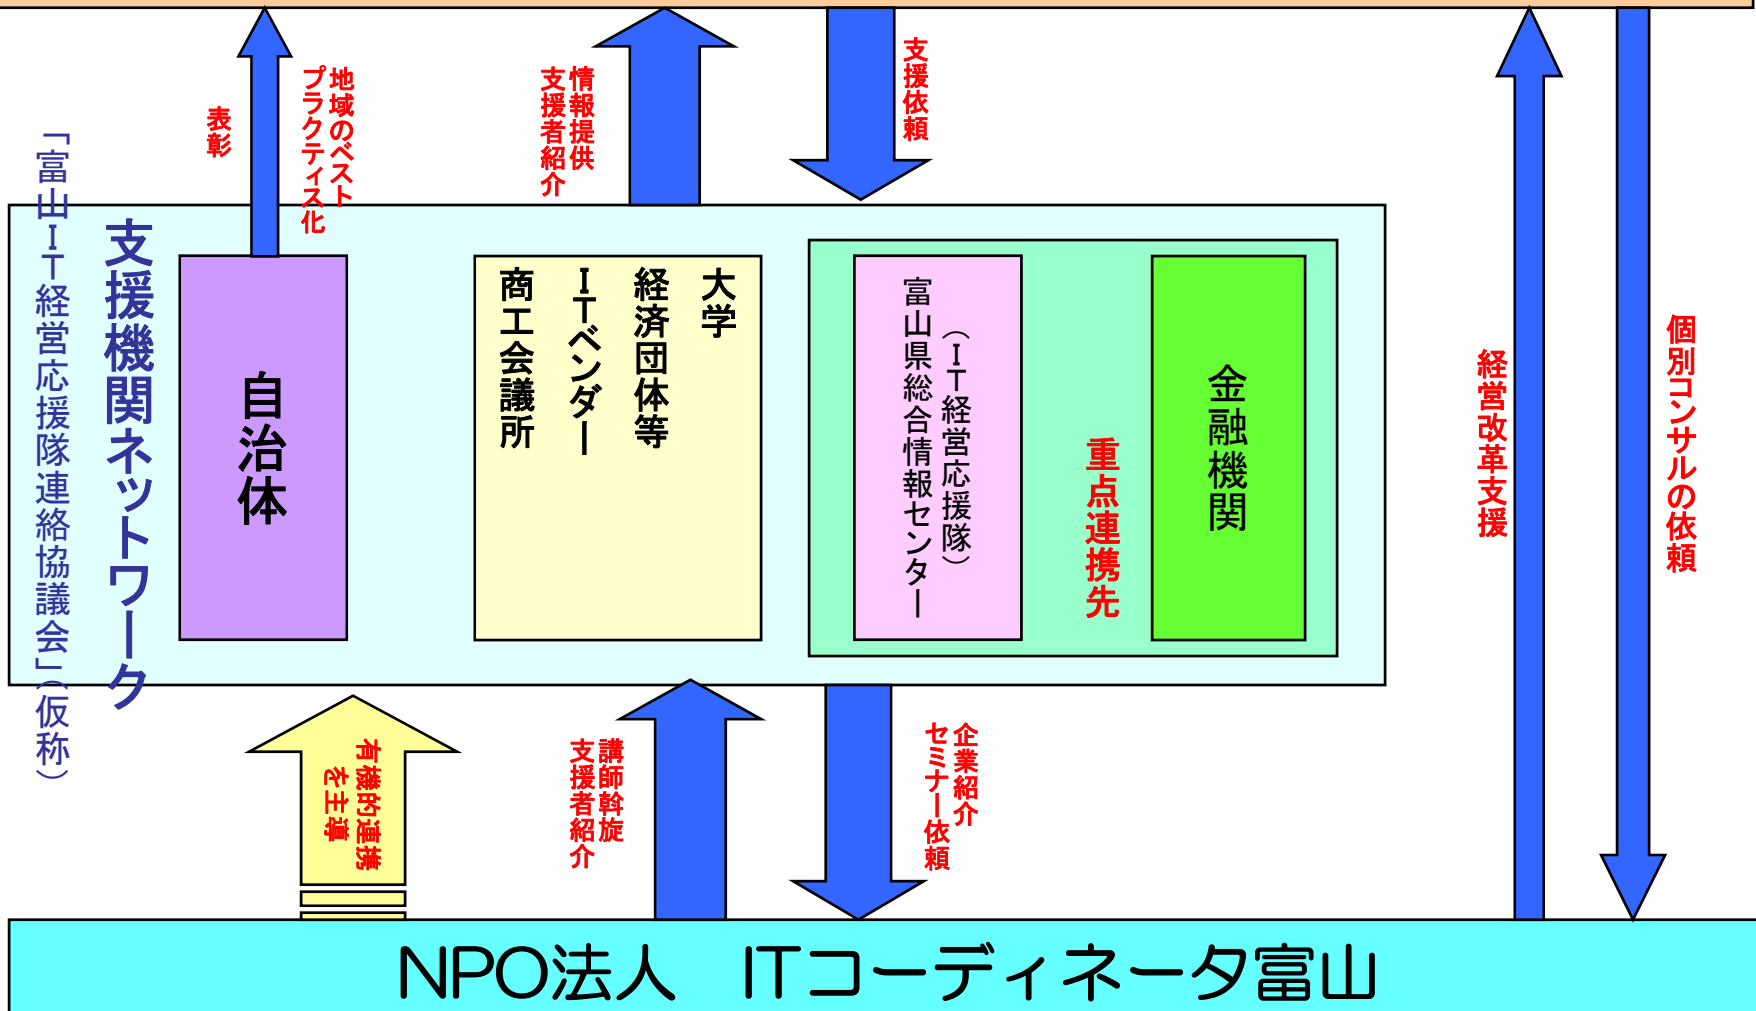 表彰
地域のベスト
プラクティス化
情報提供
支援者紹介
支援依頼
「富山IT経営応援隊連絡協議会」(仮称)
支援機関ネットワーク
自治体
大学
経済団体等
ITベンダー
商工会議所
(IT経営応援隊)
富山県総合情報センター
重点連携先
金融機関
経営改革支援
個別コンサルの依頼
有機的連携
を主導
講師斡旋
支援者紹介
企業紹介
セミナー依頼
NPO法人 ITコーディネータ富山